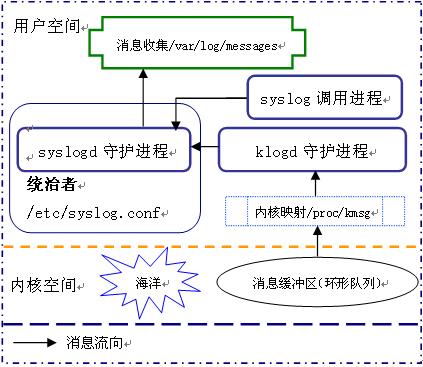 用户空间
消息收集/var/log/messages
syslog 调用进程
syslogd 守护进程
klogd 守护进程
统治者
/etc/syslog.conf
内核映射/proc/kmsg
内核空间
海洋
消息缓冲区(环形队列)
消息流向